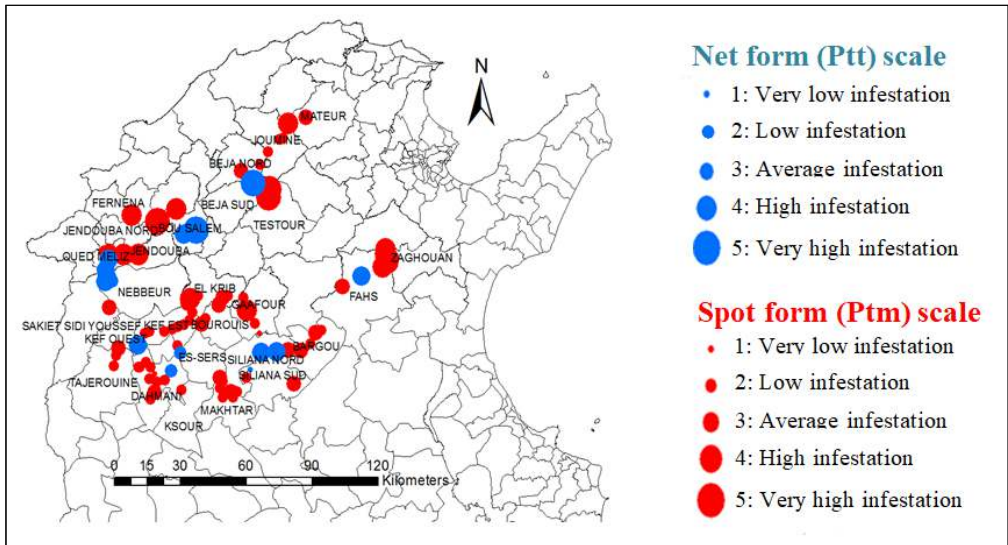 N
MATEUR
JOUMINE
BEJA NORD
FERNENA
BEJA SUD
TESTOUR
JENDOUBA NORD
BOU SALEM
OUED MELIZ
JENDOUBA
ZAGHOUAN
NEBBEUR
EL KRIB
FAHS
GAAFOUR
SAKIET SIDI YOUSSEF
KEF EST
BOUROUIS
KEF OUEST
BARGOU
ES-SERS
SILIANA NORD
TAJEROUINE
SILIANA SUD
DAHMANI
MAKHTAR
KSOUR
0 15 30 60 90 120
Kilometers
Net form (Ptt) scale
1: Very low infestation
2: Low infestation
3: Average infestation
4: High infestation
5: Very high infestation
Spot form (Ptm) scale
1: Very low infestation
2: Low infestation
3: Average infestation
4: High infestation
5: Very high infestation